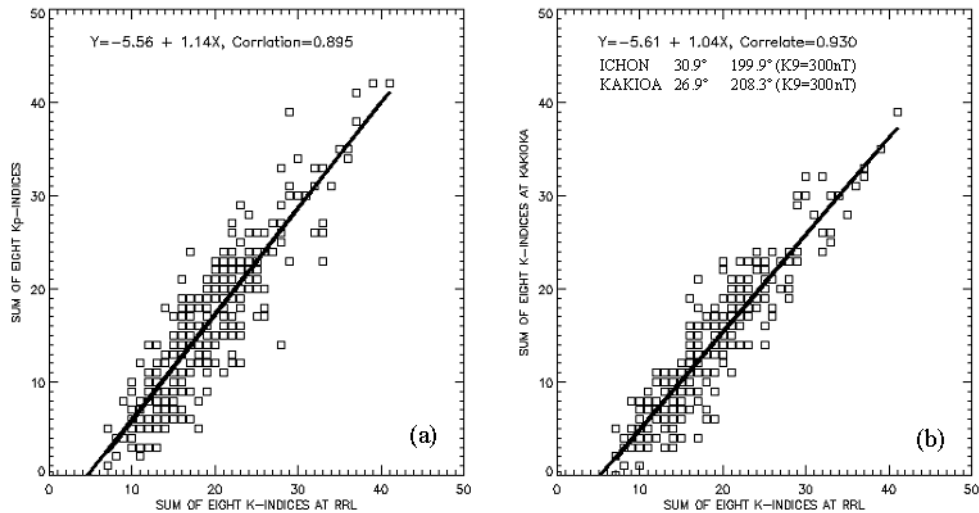 Y=-5.56 + 1.14X, Corrlation=0.895
50
40
30
20
10
0
SUM OF EIGHT Kp-INDICES
(a)
0 10 20 30 40 50
SUM OF EIGHT K-INDICES AT RRL
Y=-5.61 + 1.04X, Correlate=0.930
ICHON 30.9° 199.9° (K9=300nT)
KAKIOA 26.9° 208.3° (K9=300nT)
50
40
30
20
10
0
SUM OF EIGHT K-INDICES AT KAKIOKA
(b)
0 10 20 30 40 50
SUM OF EIGHT K-INDICES AT RRL